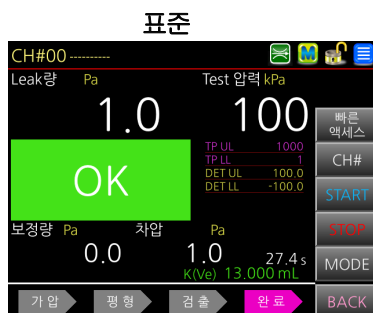 표준
CH#00 ----------
M
Leak량 Pa Test 압력 kPa
1.0 100
빠른
액세스
TP UL 1000
TP LL 1
DET UL 100.0
DET LL -100.0
OK
CH#
START
보정량 Pa 차압 Pa
STOP
0.0 1.0 27.4 s
K(Ve) 13.000 mL
MODE
가압 평형 검출 완료 BACK